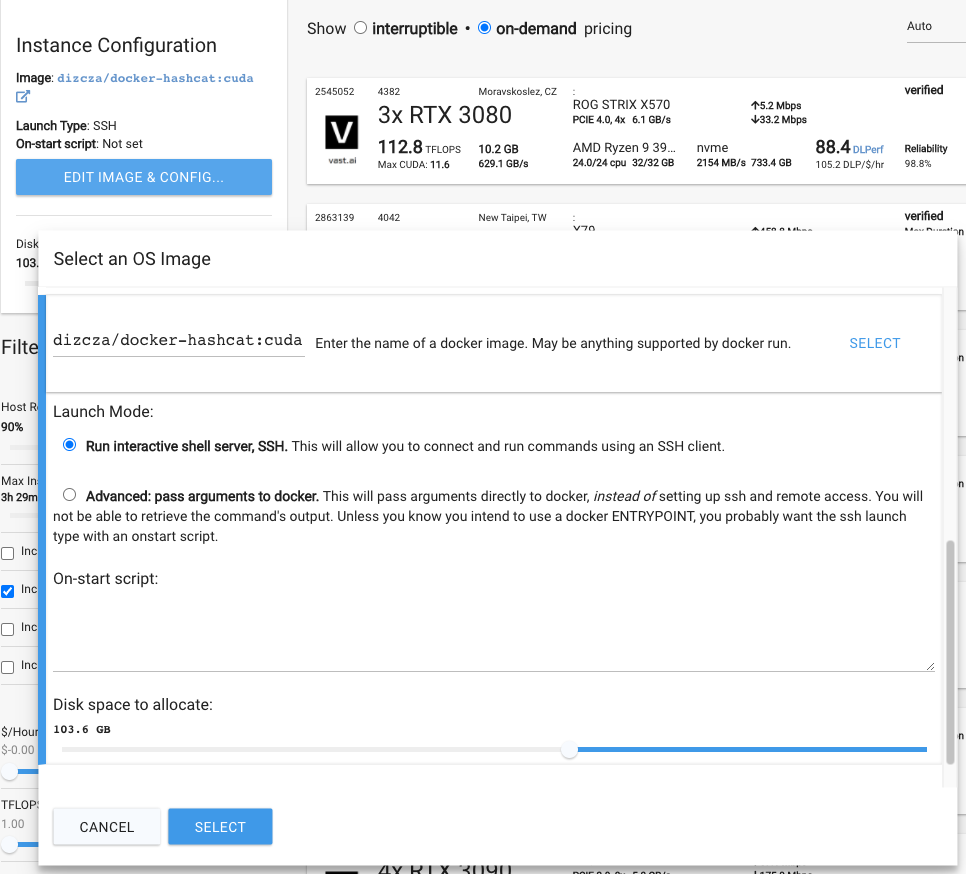 Instance Configuration
Image: dizcza/docker-hashcat:cuda
Launch Type: SSH
On-start script: Not set
EDIT IMAGE & CONFIG...
Disk
103.
Show interruptible • on-demand pricing
Auto
2545052 4382 Moravskoslez, CZ : verified
V
vast.ai
3x RTX 3080
ROG STRIX X570
PCIE 4.0, 4x 6.1 GB/s
↑5.2 Mbps
↓33.2 Mbps
112.8 TFLOPS
Max CUDA: 11.6
10.2 GB
629.1 GB/s
AMD Ryzen 9 39...
24.0/24 cpu 32/32 GB
nvme
2154 MB/s 733.4 GB
88.4 DLPerf
105.2 DLP/$/hr
Reliability
98.8%
2863139 4042 New Taipei, TW : verified
X79
Max Duration
Select an OS Image
dizcza/docker-hashcat:cuda Enter the name of a docker image. May be anything supported by docker run. SELECT
Launch Mode:
Run interactive shell server, SSH. This will allow you to connect and run commands using an SSH client.
Advanced: pass arguments to docker. This will pass arguments directly to docker, instead of setting up ssh and remote access. You will
not be able to retrieve the command's output. Unless you know you intend to use a docker ENTRYPOINT, you probably want the ssh launch
type with an onstart script.
On-start script:
Disk space to allocate:
103.6 GB
CANCEL SELECT
Filte
Host R
90%
Max Ins
3h 29m
Inc
Inc
Inc
Inc
$/Hour
$-0.00
TFLOPS
1.00
4x RTX 3090